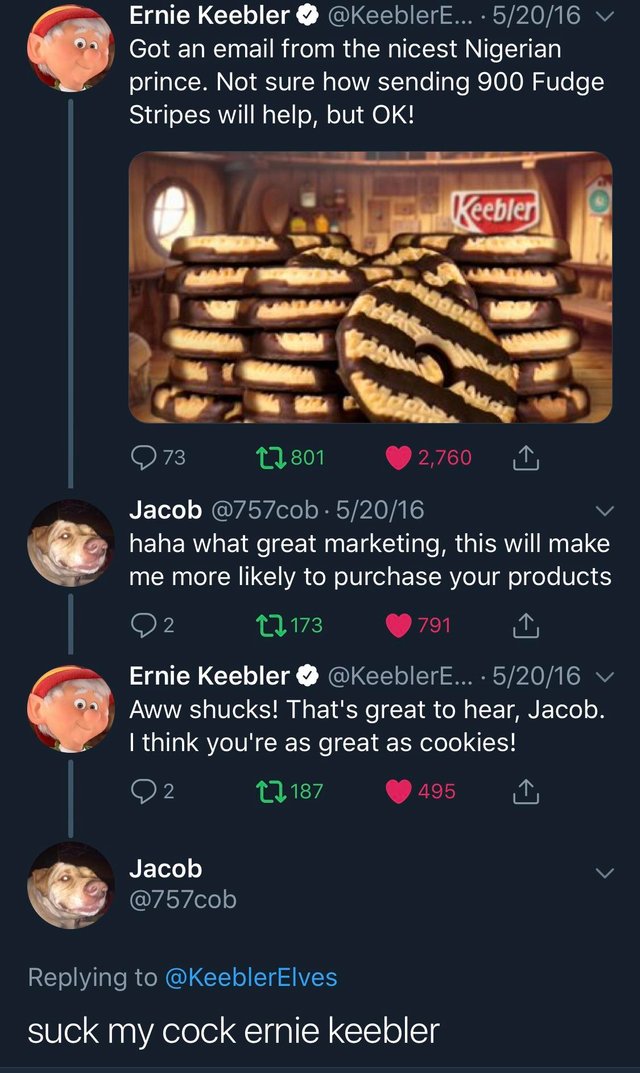 Ernie Keebler @KeeblerE... · 5/20/16
Got an email from the nicest Nigerian
prince. Not sure how sending 900 Fudge
Stripes will help, but OK!
Keebler
73 801 2,760
Jacob @757cob · 5/20/16
haha what great marketing, this will make
me more likely to purchase your products
2 173 791
Ernie Keebler @KeeblerE... · 5/20/16
Aww shucks! That's great to hear, Jacob.
I think you're as great as cookies!
2 187 495
Jacob
@757cob
Replying to @KeeblerElves
suck my cock ernie keebler